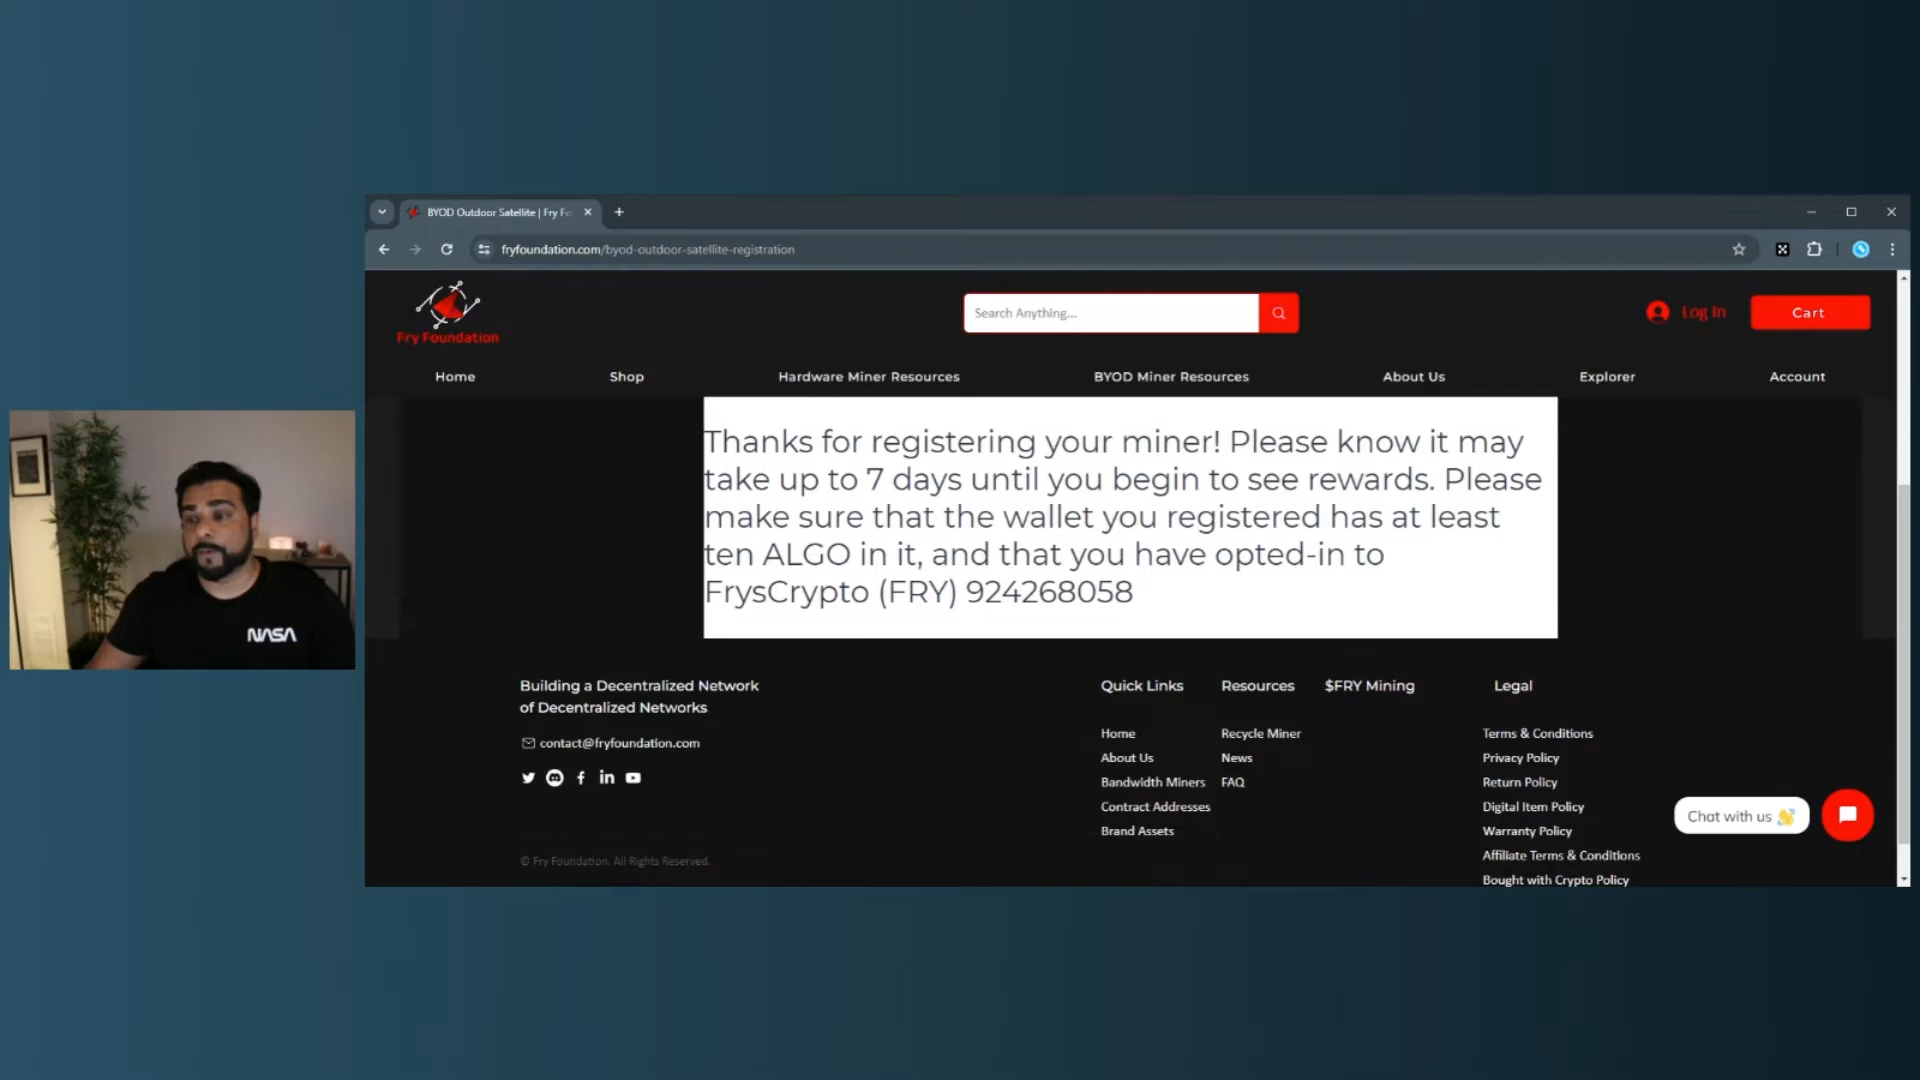 BYOD Outdoor Satellite | Fry Fo
fryfoundation.com/byod-outdoor-satellite-registration
Fry Foundation
Search Anything...
Log In
Cart
Home
Shop
Hardware Miner Resources
BYOD Miner Resources
About Us
Explorer
Account
Thanks for registering your miner! Please know it may
take up to 7 days until you begin to see rewards. Please
make sure that the wallet you registered has at least
ten ALGO in it, and that you have opted-in to
FrysCrypto (FRY) 924268058
NASA
Building a Decentralized Network
of Decentralized Networks
contact@fryfoundation.com
© Fry Foundation. All Rights Reserved.
Quick Links
Home
About Us
Bandwidth Miners
Contract Addresses
Brand Assets
Resources
Recycle Miner
News
FAQ
$FRY Mining
Legal
Terms & Conditions
Privacy Policy
Return Policy
Digital Item Policy
Warranty Policy
Affiliate Terms & Conditions
Bought with Crypto Policy
Chat with us 👋